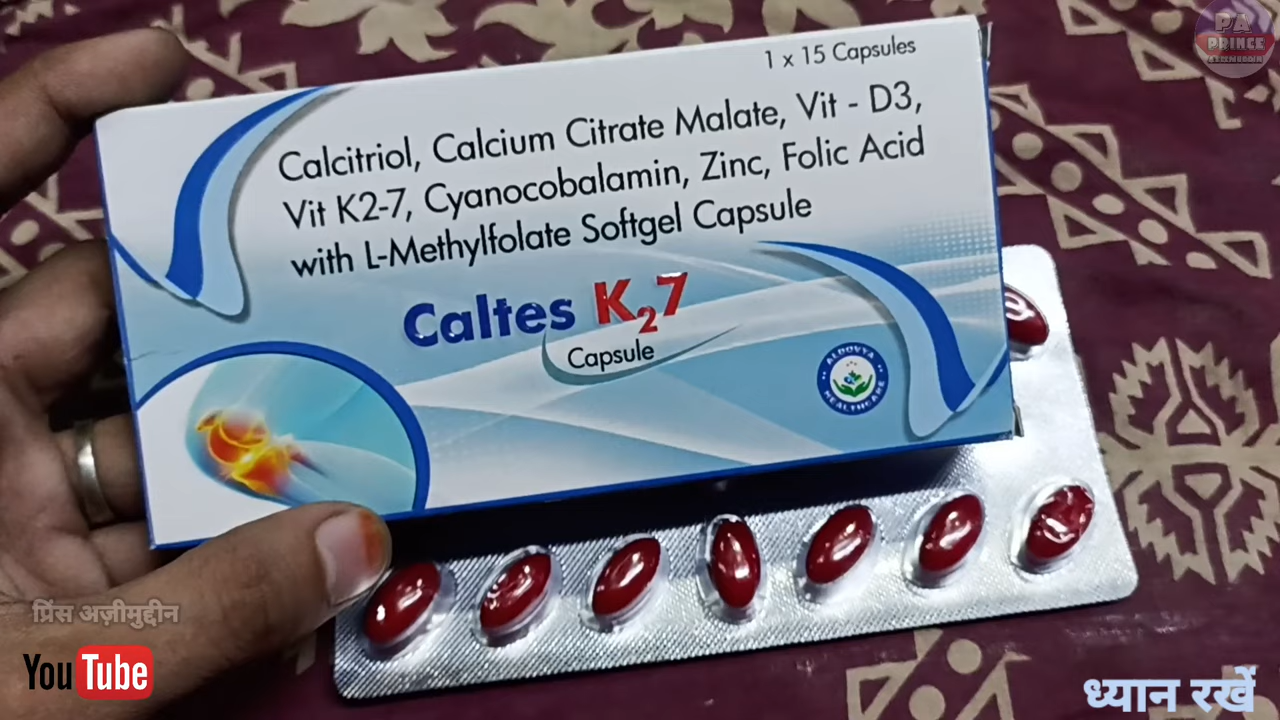 PA
PRINCE
1 x 15 Capsules
Calcitriol, Calcium Citrate Malate, Vit - D3,
Vit K2-7, Cyanocobalamin, Zinc, Folic Acid
with L-Methylfolate Softgel Capsule
Caltes K27
Capsule
ALDOVYA
HEALTHCARE
प्रिंस अज़ीमुद्दीन
YouTube
ध्यान रखें